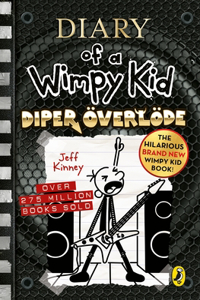 DIARY
of a
Wimpy Kid
DIPER ÖVERLÖDE
THE
HILARIOUS
BRAND NEW
WIMPY KID
BOOK!
Jeff
Kinney
OVER
275 MILLION
BOOKS SOLD